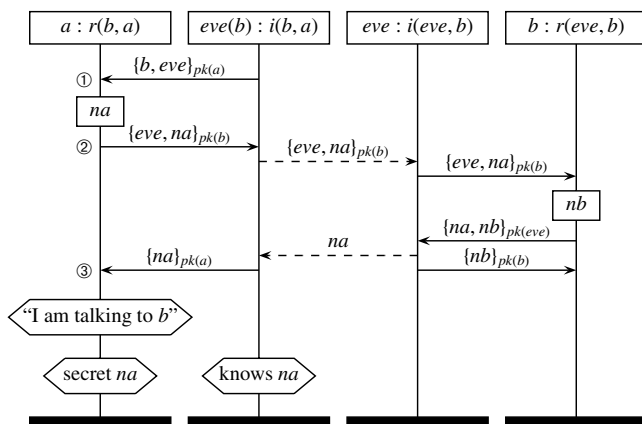 a : r(b, a) eve(b) : i(b, a) eve : i(eve, b) b : r(eve, b)
① {b, eve}pk(a)
na
② {eve, na}pk(b) {eve, na}pk(b) {eve, na}pk(b)
nb
{na, nb}pk(eve)
na
③ {na}pk(a) {nb}pk(b)
“I am talking to b”
secret na knows na